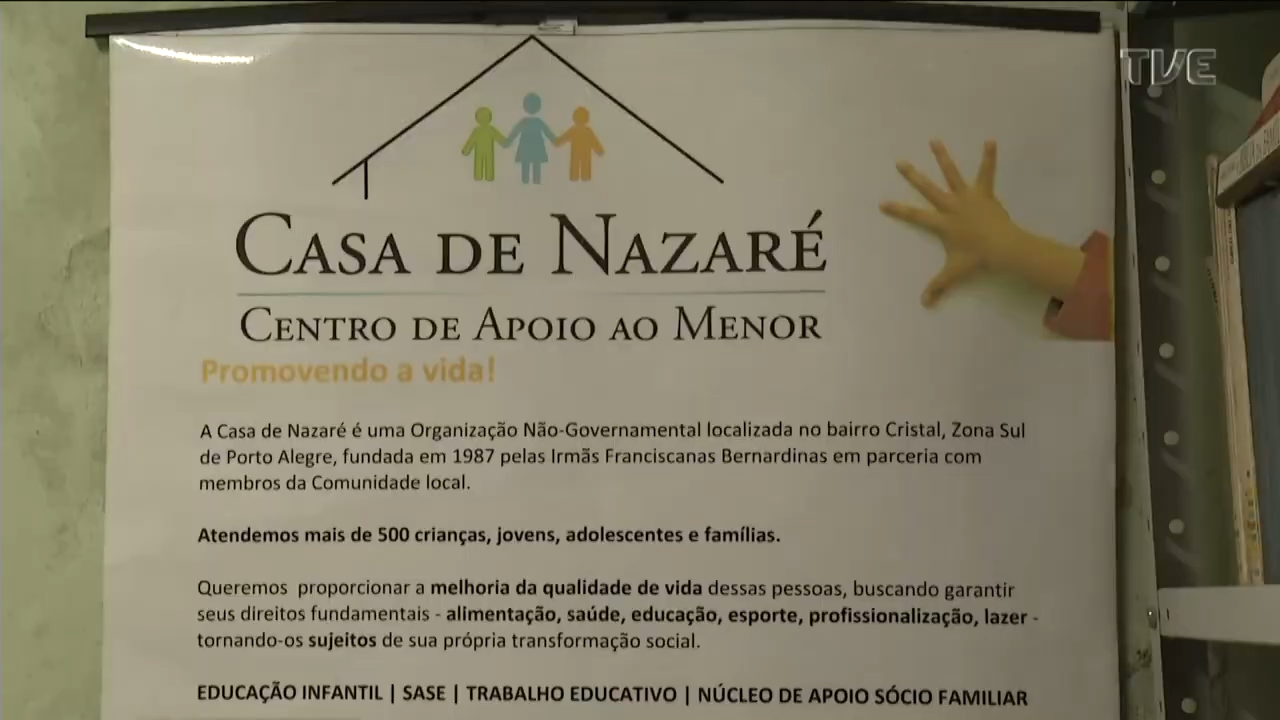 TVE
CASA DE NAZARÉ
CENTRO DE APOIO AO MENOR
Promovendo a vida!
A Casa de Nazaré é uma Organização Não-Governamental localizada no bairro Cristal, Zona Sul
de Porto Alegre, fundada em 1987 pelas Irmãs Franciscanas Bernardinas em parceria com
membros da Comunidade local.
Atendemos mais de 500 crianças, jovens, adolescentes e famílias.
Queremos proporcionar a melhoria da qualidade de vida dessas pessoas, buscando garantir
seus direitos fundamentais - alimentação, saúde, educação, esporte, profissionalização, lazer -
tornando-os sujeitos de sua própria transformação social.
EDUCAÇÃO INFANTIL | SASE | TRABALHO EDUCATIVO | NÚCLEO DE APOIO SÓCIO FAMILIAR